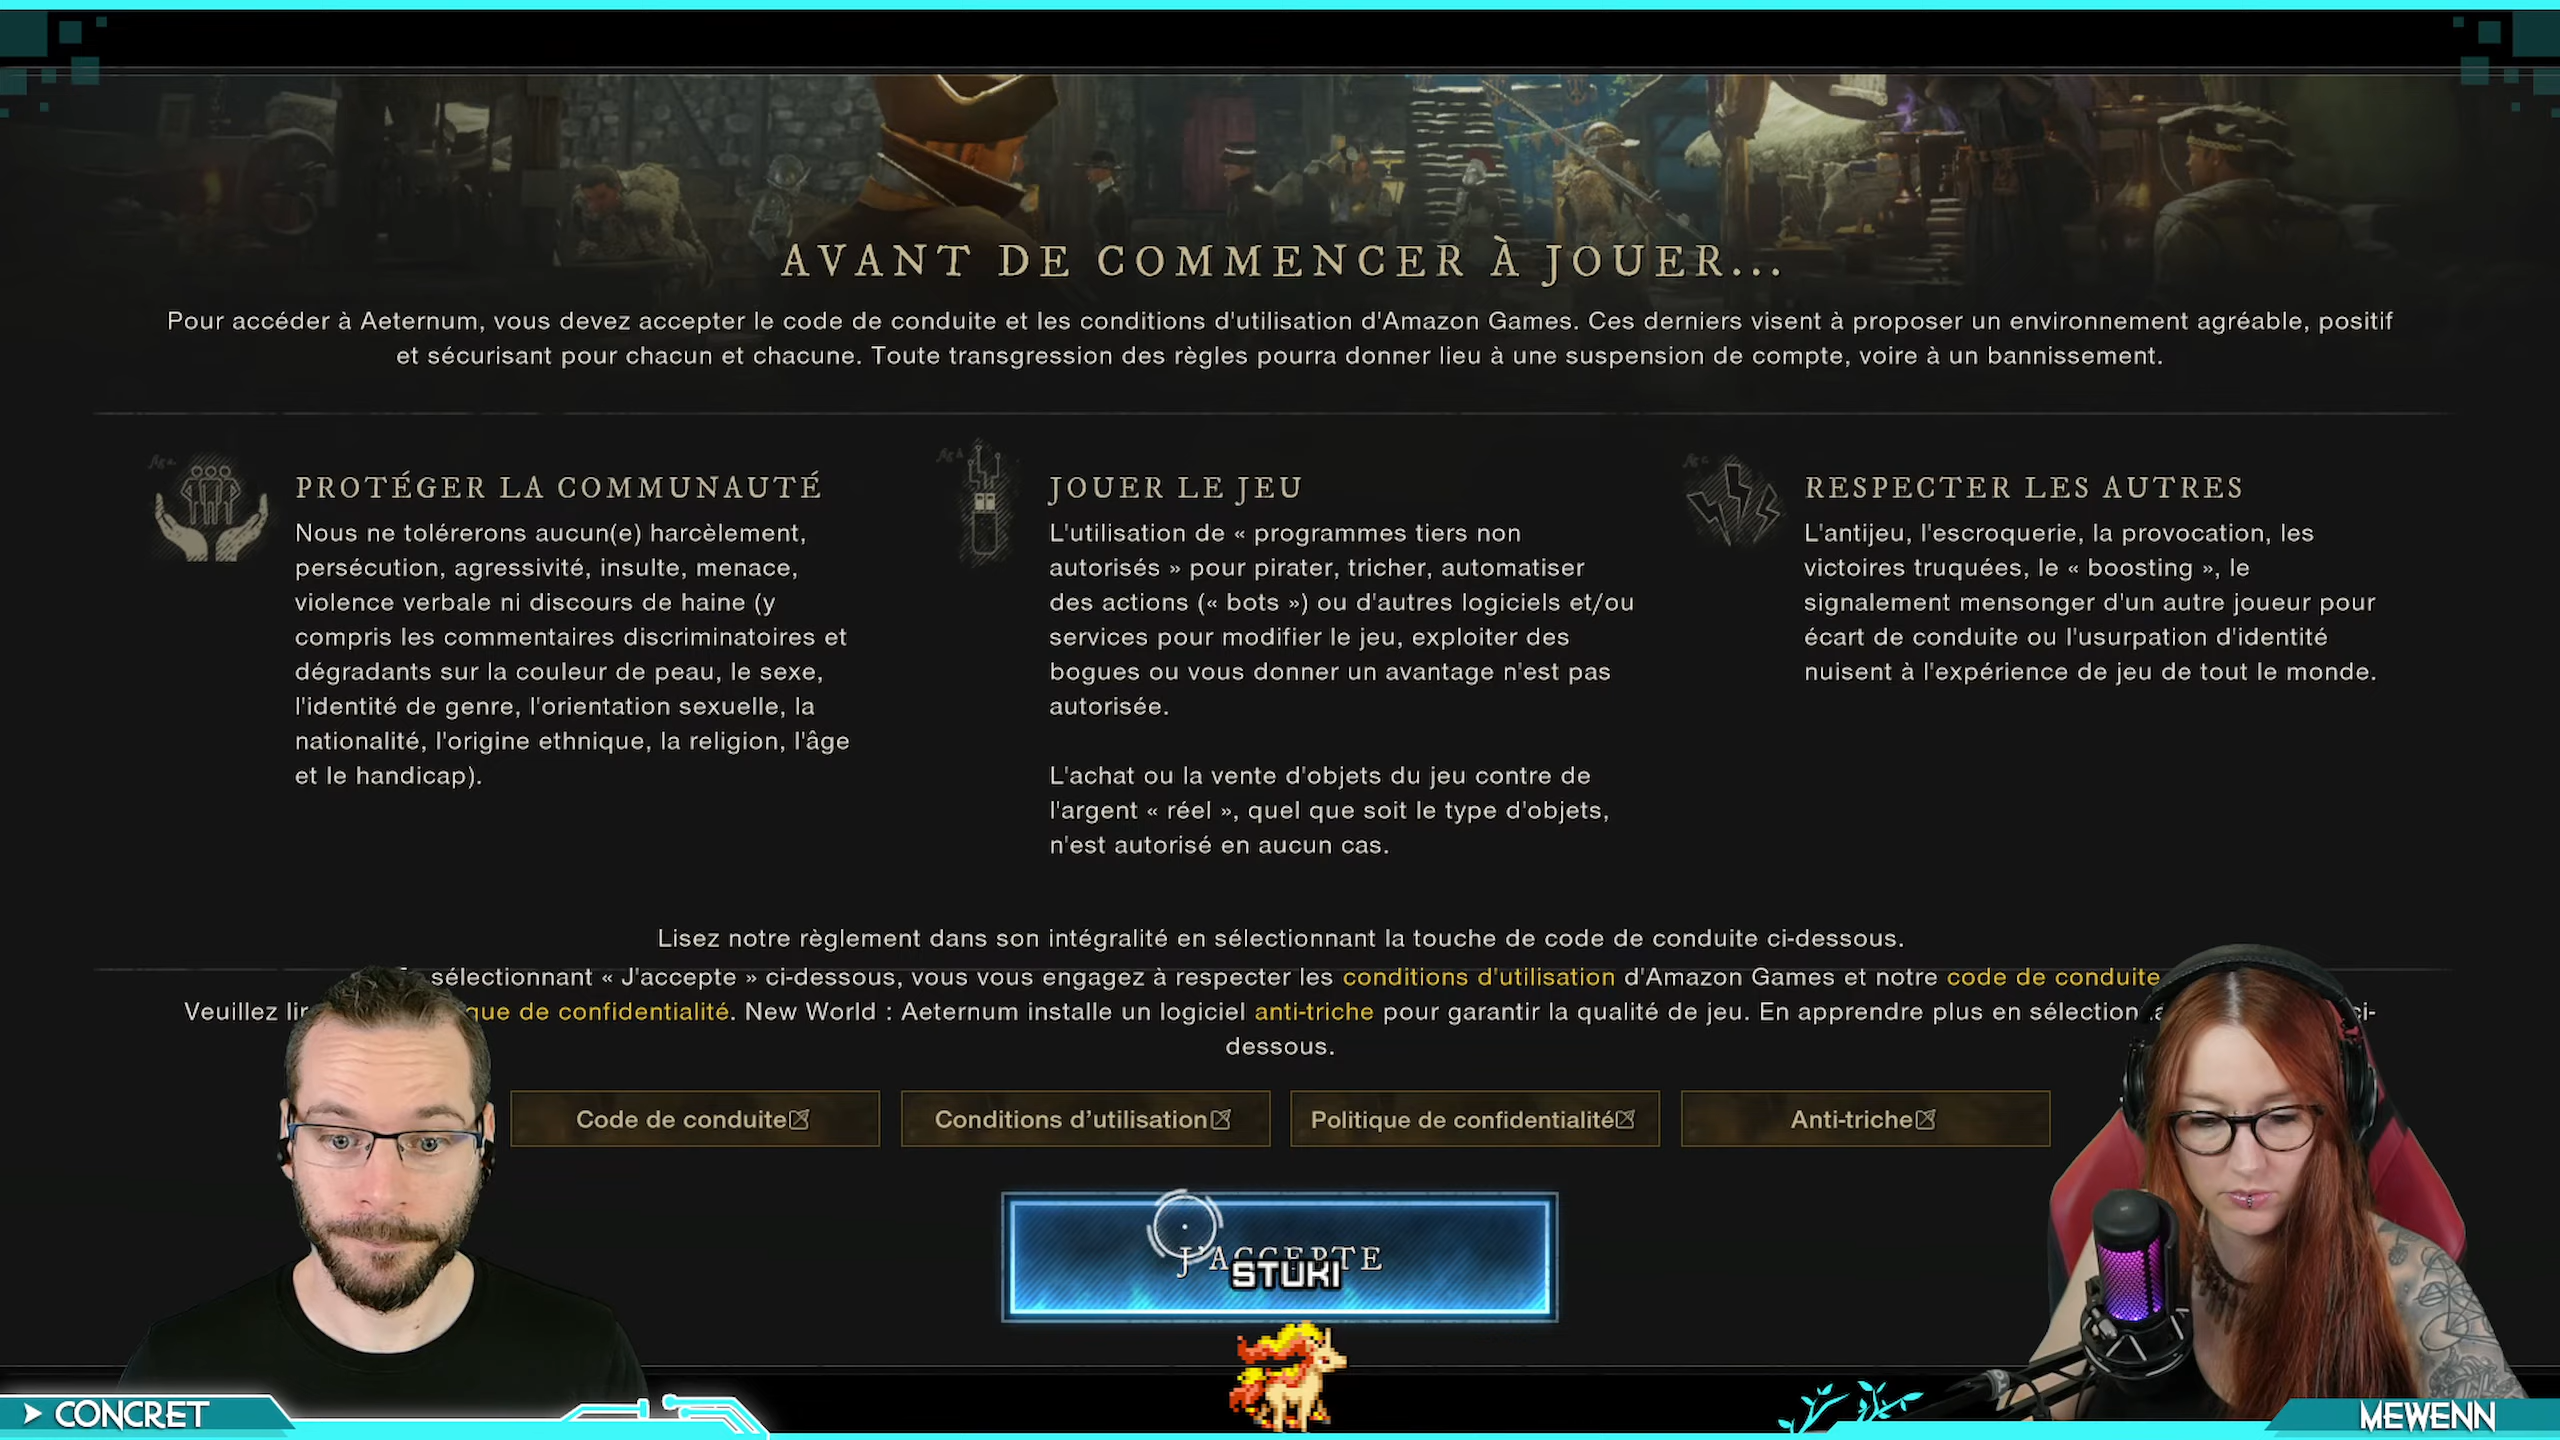 AVANT DE COMMENCER À JOUER...
Pour accéder à Aeternum, vous devez accepter le code de conduite et les conditions d'utilisation d'Amazon Games. Ces derniers visent à proposer un environnement agréable, positif
et sécurisant pour chacun et chacune. Toute transgression des règles pourra donner lieu à une suspension de compte, voire à un bannissement.
PROTÉGER LA COMMUNAUTÉ
Nous ne tolérerons aucun(e) harcèlement,
persécution, agressivité, insulte, menace,
violence verbale ni discours de haine (y
compris les commentaires discriminatoires et
dégradants sur la couleur de peau, le sexe,
l'identité de genre, l'orientation sexuelle, la
nationalité, l'origine ethnique, la religion, l'âge
et le handicap).
JOUER LE JEU
L'utilisation de « programmes tiers non
autorisés » pour pirater, tricher, automatiser
des actions (« bots ») ou d'autres logiciels et/ou
services pour modifier le jeu, exploiter des
bogues ou vous donner un avantage n'est pas
autorisée.
L'achat ou la vente d'objets du jeu contre de
l'argent « réel », quel que soit le type d'objets,
n'est autorisé en aucun cas.
RESPECTER LES AUTRES
L'antijeu, l'escroquerie, la provocation, les
victoires truquées, le « boosting », le
signalement mensonger d'un autre joueur pour
écart de conduite ou l'usurpation d'identité
nuisent à l'expérience de jeu de tout le monde.
Lisez notre règlement dans son intégralité en sélectionnant la touche de code de conduite ci-dessous.
sélectionnant « J'accepte » ci-dessous, vous vous engagez à respecter les conditions d'utilisation d'Amazon Games et notre code de conduite
Veuillez de confidentialité. New World : Aeternum installe un logiciel anti-triche pour garantir la qualité de jeu. En apprendre plus en ci-
dessous.
Code de conduite
Conditions d'utilisation
Politique de confidentialité
Anti-triche
J'ACCEPTE
STUKI
CONCRET
MEWENN